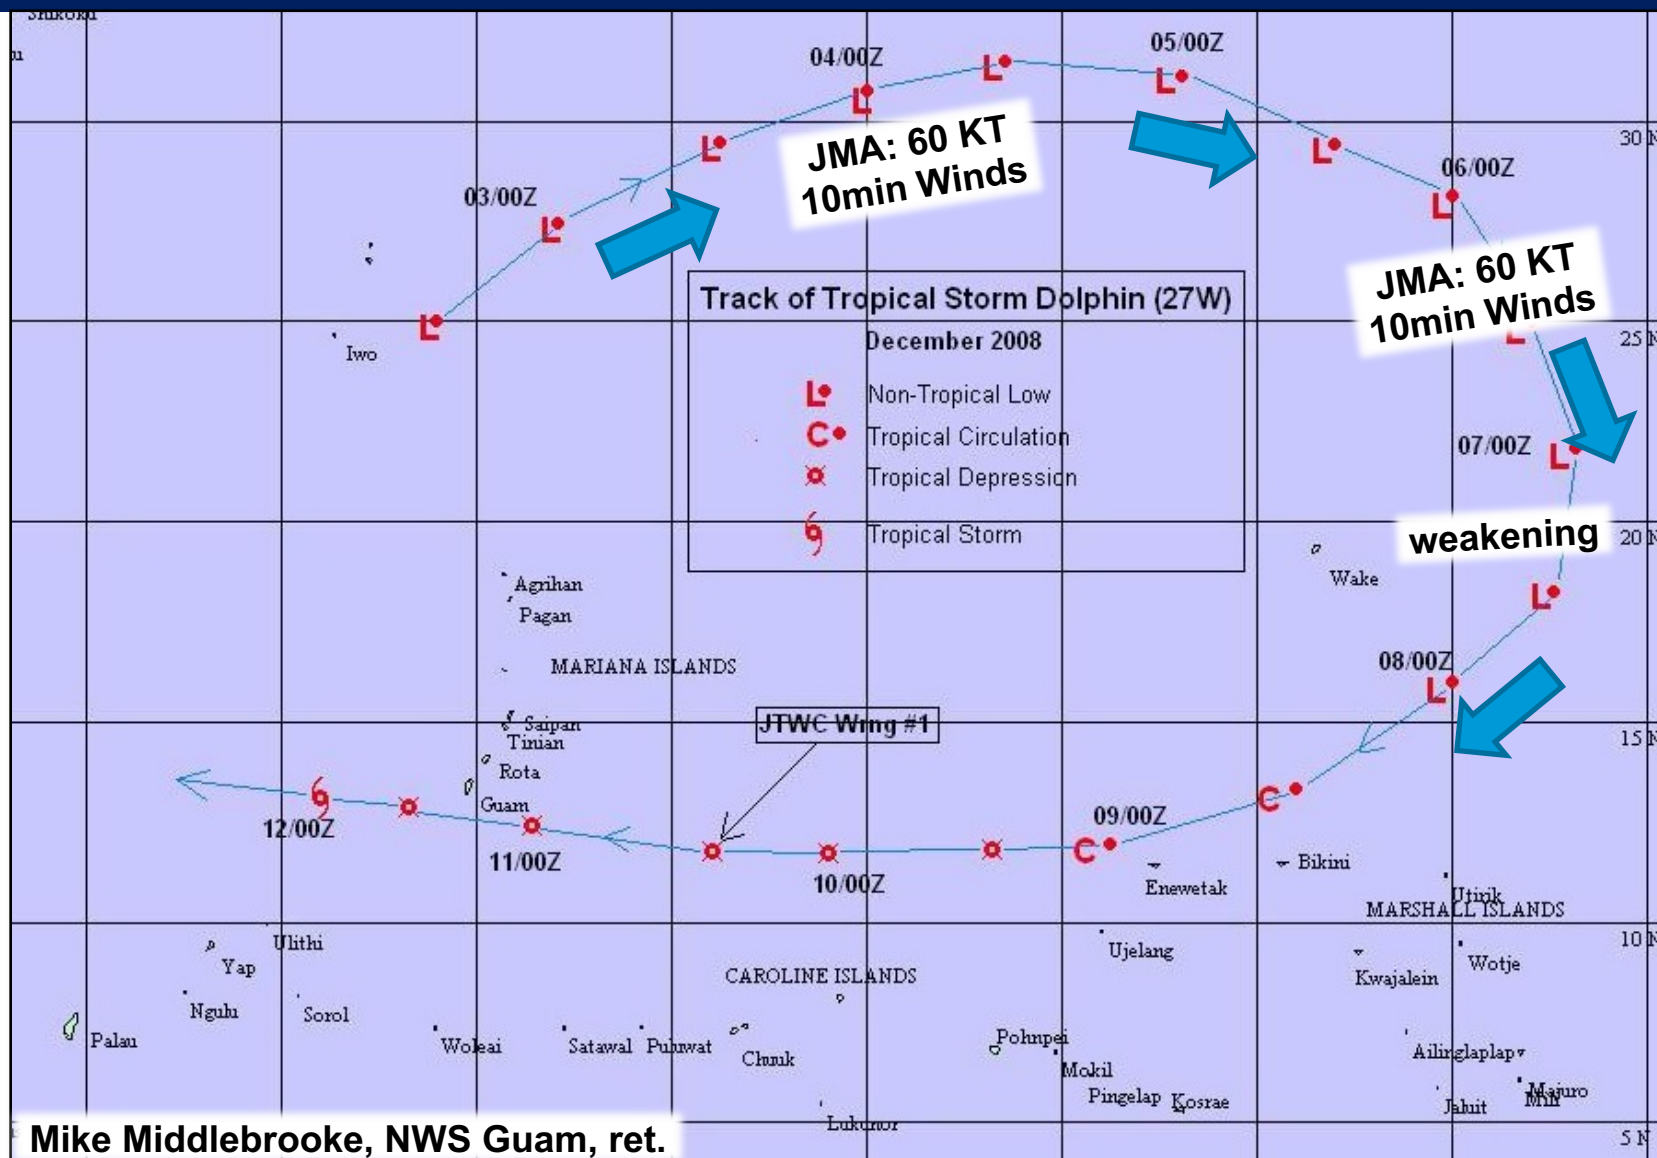 Shikoku
04/00Z
05/00Z
JMA: 60 KT
10min Winds
30 N
03/00Z
06/00Z
JMA: 60 KT
10min Winds
Track of Tropical Storm Dolphin (27W)
December 2008
Non-Tropical Low
Tropical Circulation
Tropical Depression
Tropical Storm
Iwo
25 N
07/00Z
20 N
weakening
Wake
Agrihan
Pagan
MARIANA ISLANDS
08/00Z
JTWC Wrng #1
Saipan
Tinian
15 N
Rota
Guam
12/00Z
11/00Z
10/00Z
09/00Z
Enewetak
Bikini
Utirik
MARSHALL ISLANDS
10 N
Ulithi
Yap
Ujelang
Wotje
CAROLINE ISLANDS
Kwajalein
Ngulu
Sorol
Palau
Woleai
Satawal
Puluwat
Chuuk
Pohnpei
Mokil
Ailinglaplap
Pingelap
Kosrae
Jaluit
Majuro
Mili
Lukunor
5 N
Mike Middlebrooke, NWS Guam, ret.